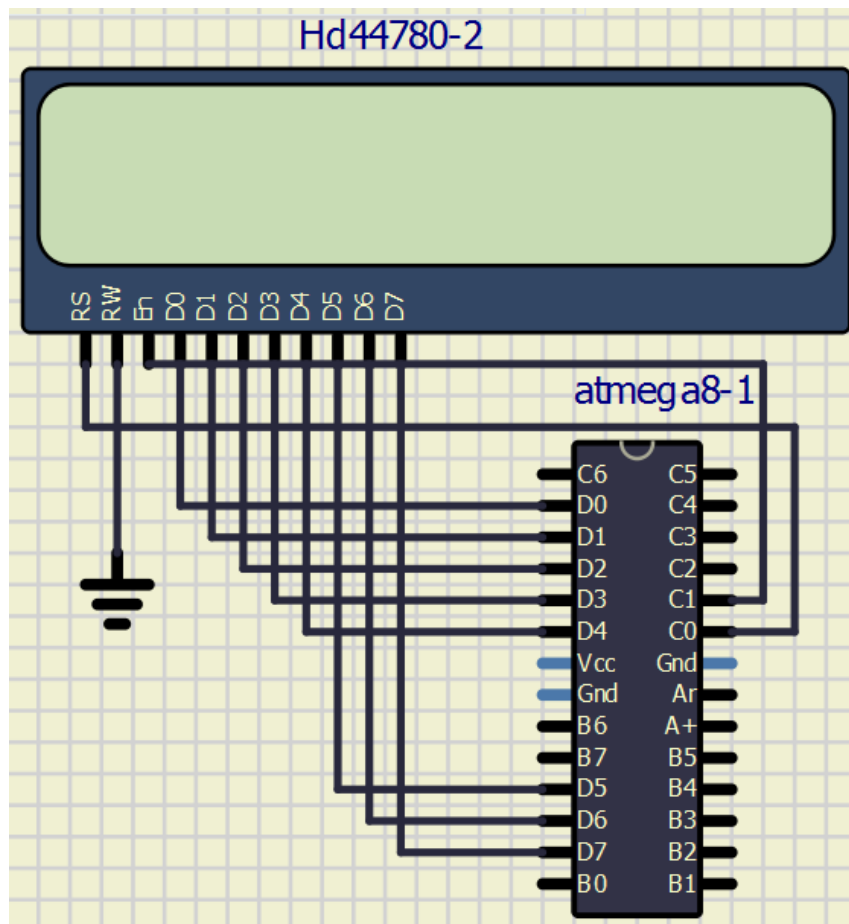 Hd44780-2
RS RW En D0 D1 D2 D3 D4 D5 D6 D7
atmega8-1
C6 C5
D0 C4
D1 C3
D2 C2
D3 C1
D4 C0
Vcc Gnd
Gnd Ar
B6 A+
B7 B5
D5 B4
D6 B3
D7 B2
B0 B1